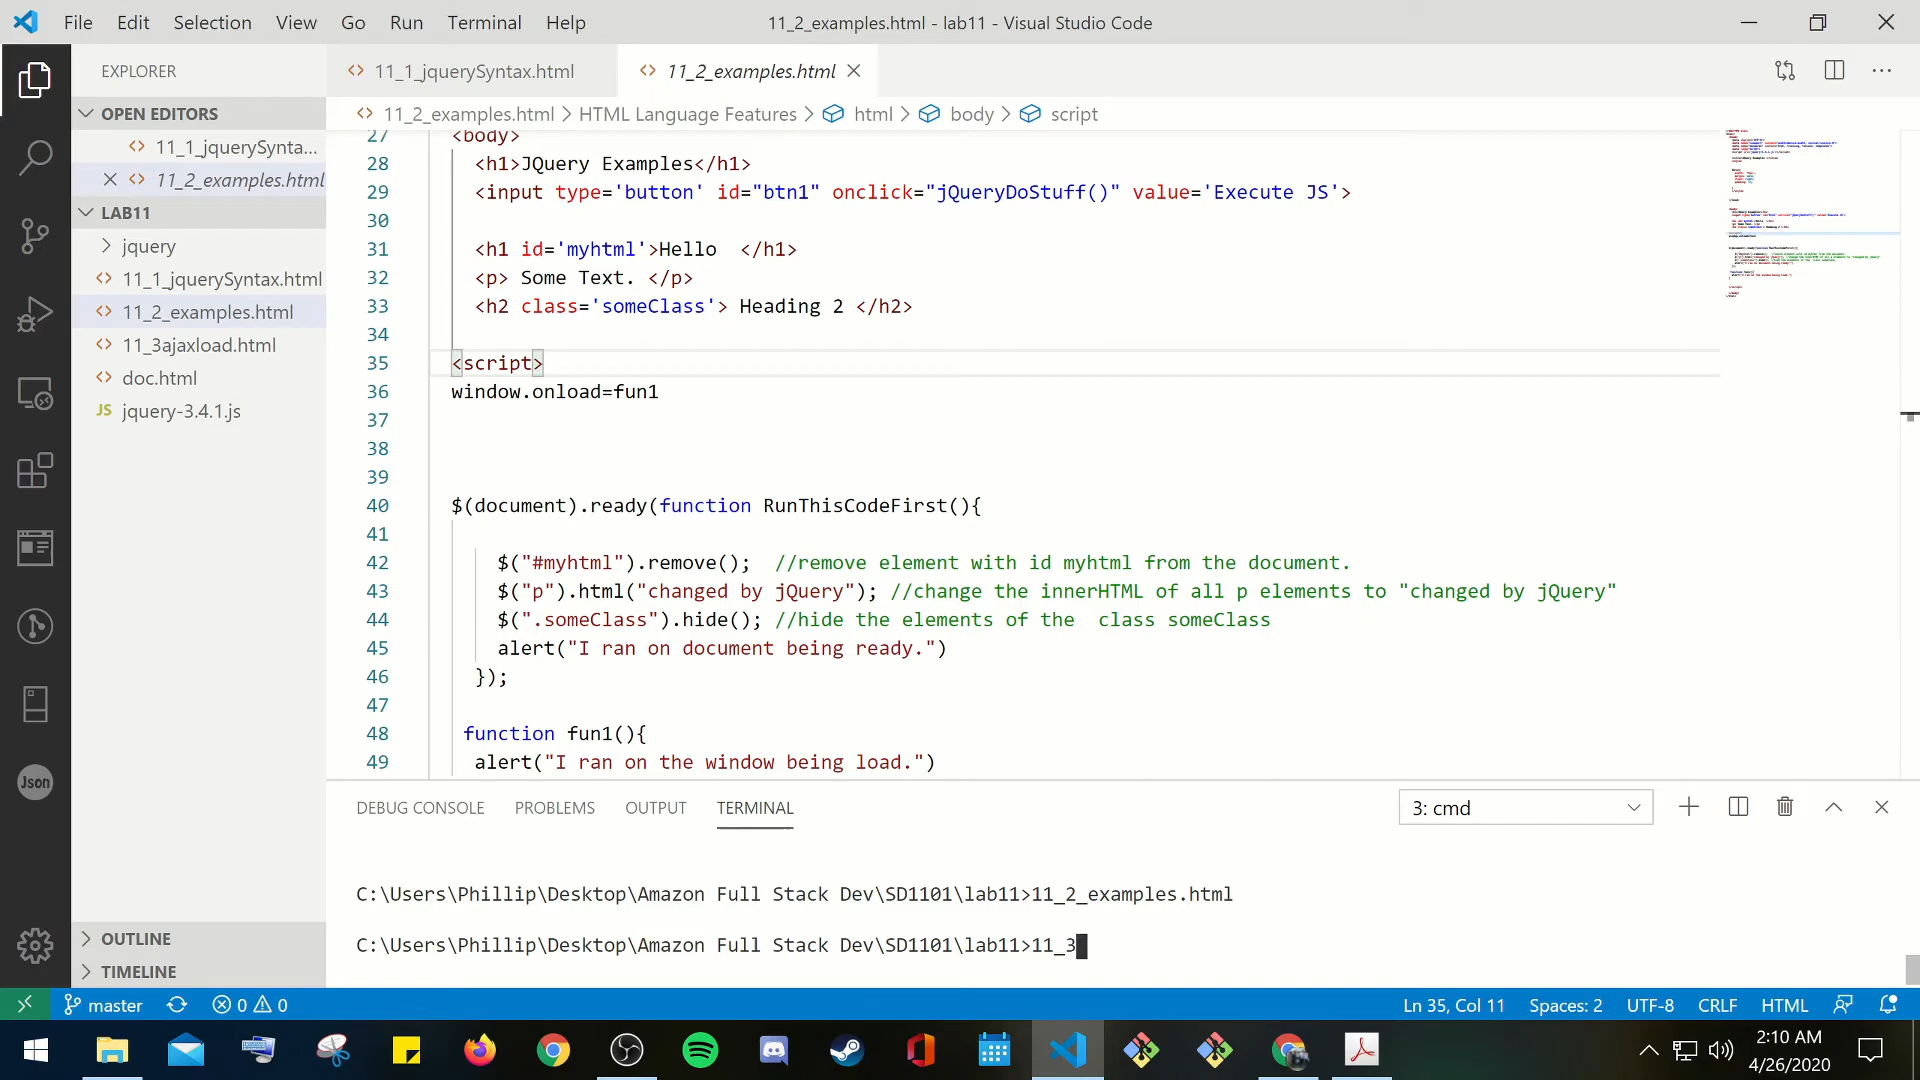 File Edit Selection View Go Run Terminal Help
11_2_examples.html - lab11 - Visual Studio Code
EXPLORER
OPEN EDITORS
11_1_jquerySynta...
11_2_examples.html
LAB11
jquery
11_1_jquerySyntax.html
11_2_examples.html
11_3ajaxload.html
doc.html
JS jquery-3.4.1.js
OUTLINE
TIMELINE
11_1_jquerySyntax.html
11_2_examples.html
11_2_examples.html > HTML Language Features > html > body > script
27 <body>
28 <h1>JQuery Examples</h1>
29 <input type='button' id="btn1" onclick="jQueryDoStuff()" value='Execute JS'>
30
31 <h1 id='myhtml'>Hello  </h1>
32 <p> Some Text. </p>
33 <h2 class='someClass'> Heading 2 </h2>
34
35 <script>
36 window.onload=fun1
37
38
39
40 $(document).ready(function RunThisCodeFirst(){
41
42 $("#myhtml").remove();  //remove element with id myhtml from the document.
43 $("p").html("changed by jQuery"); //change the innerHTML of all p elements to "changed by jQuery"
44 $(".someClass").hide(); //hide the elements of the  class someClass
45 alert("I ran on document being ready.")
46 });
47
48 function fun1(){
49 alert("I ran on the window being load.")
DEBUG CONSOLE PROBLEMS OUTPUT TERMINAL
3: cmd
C:\Users\Phillip\Desktop\Amazon Full Stack Dev\SD1101\lab11>11_2_examples.html
C:\Users\Phillip\Desktop\Amazon Full Stack Dev\SD1101\lab11>11_3
Json
master 0 0
Ln 35, Col 11 Spaces: 2 UTF-8 CRLF HTML
2:10 AM
4/26/2020